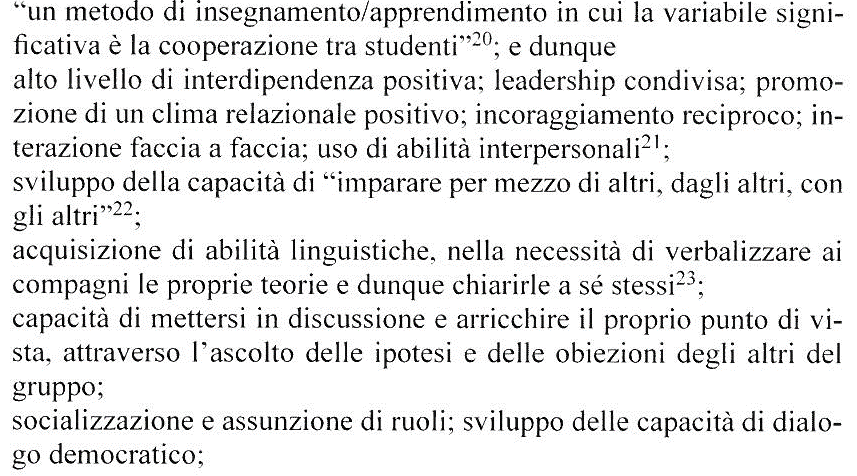 “un metodo di insegnamento/apprendimento in cui la variabile signi-
ficativa è la cooperazione tra studenti”20; e dunque
alto livello di interdipendenza positiva; leadership condivisa; promo-
zione di un clima relazionale positivo; incoraggiamento reciproco; in-
terazione faccia a faccia; uso di abilità interpersonali21;
sviluppo della capacità di “imparare per mezzo di altri, dagli altri, con
gli altri”22;
acquisizione di abilità linguistiche, nella necessità di verbalizzare ai
compagni le proprie teorie e dunque chiarirle a sé stessi23;
capacità di mettersi in discussione e arricchire il proprio punto di vi-
sta, attraverso l’ascolto delle ipotesi e delle obiezioni degli altri del
gruppo;
socializzazione e assunzione di ruoli; sviluppo delle capacità di dialo-
go democratico;